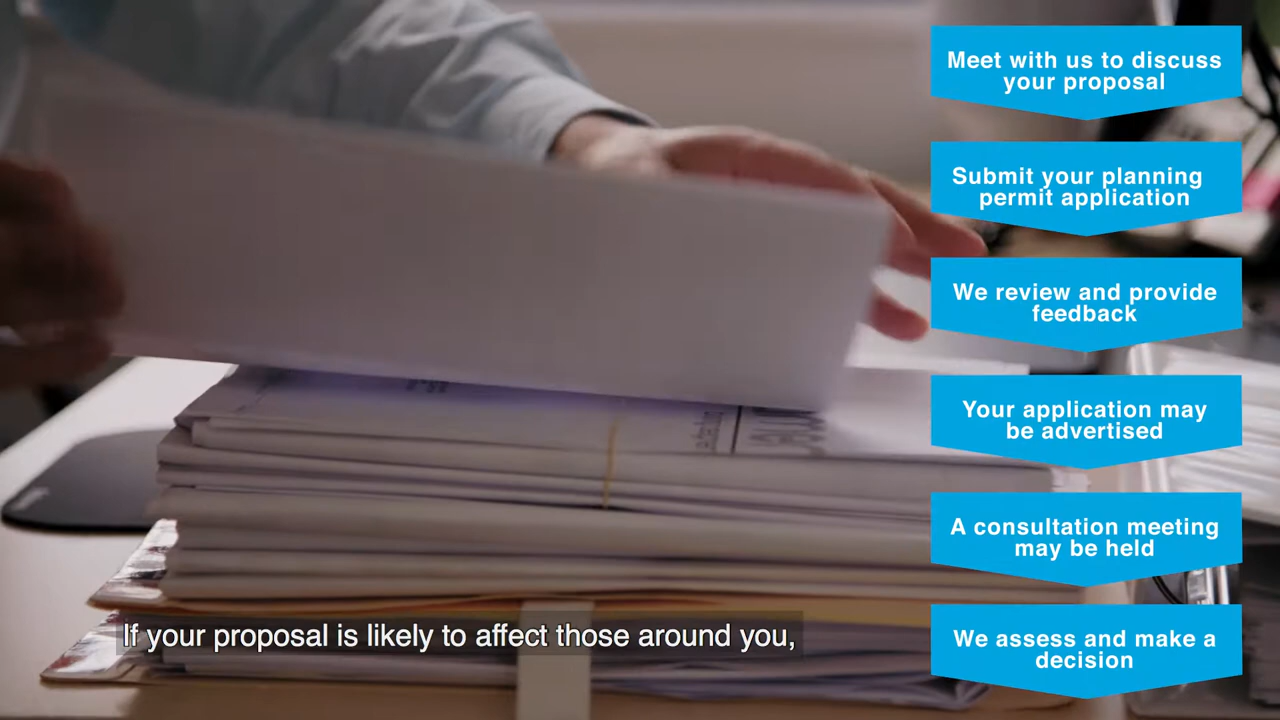 Meet with us to discuss
your proposal
Submit your planning
permit application
We review and provide
feedback
Your application may
be advertised
A consultation meeting
may be held
We assess and make a
decision
If your proposal is likely to affect those around you,